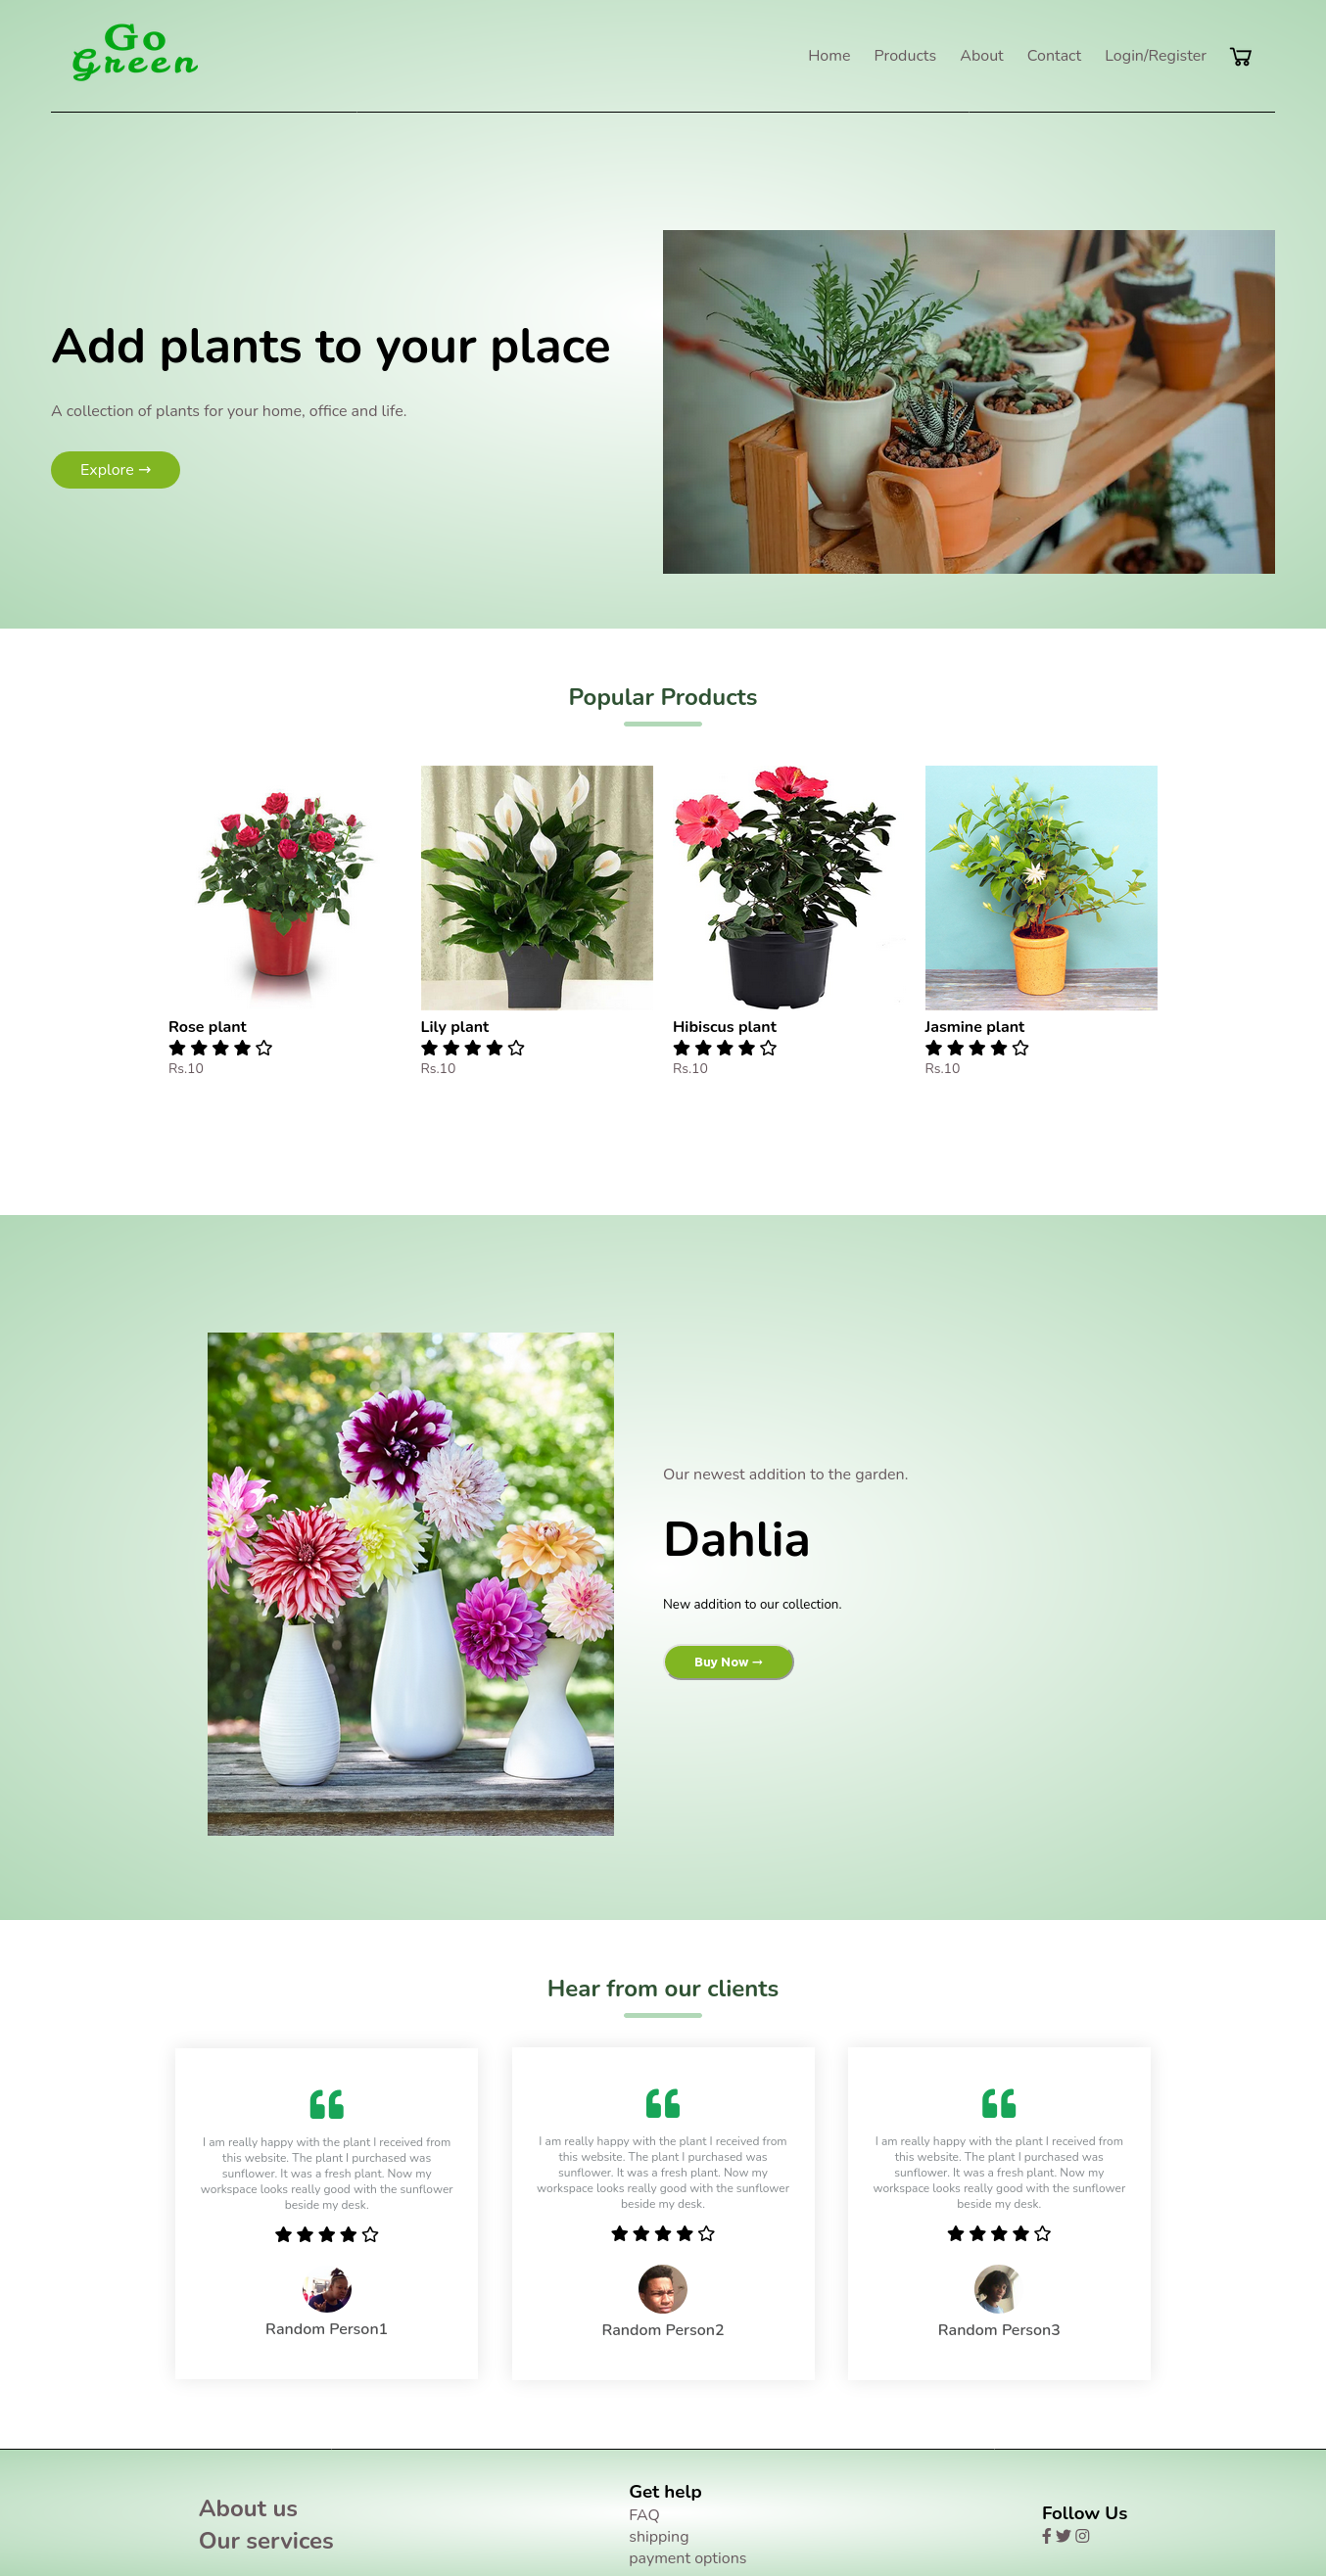 Go
Green
Home Products About Contact Login/Register
Add plants to your place
A collection of plants for your home, office and life.
Explore →
Popular Products
Rose plant
Rs.10
Lily plant
Rs.10
Hibiscus plant
Rs.10
Jasmine plant
Rs.10
Our newest addition to the garden.
Dahlia
New addition to our collection.
Buy Now →
Hear from our clients
I am really happy with the plant I received from
this website. The plant I purchased was
sunflower. It was a fresh plant. Now my
workspace looks really good with the sunflower
beside my desk.
Random Person1
I am really happy with the plant I received from
this website. The plant I purchased was
sunflower. It was a fresh plant. Now my
workspace looks really good with the sunflower
beside my desk.
Random Person2
I am really happy with the plant I received from
this website. The plant I purchased was
sunflower. It was a fresh plant. Now my
workspace looks really good with the sunflower
beside my desk.
Random Person3
About us
Our services
Get help
FAQ
shipping
payment options
Follow Us